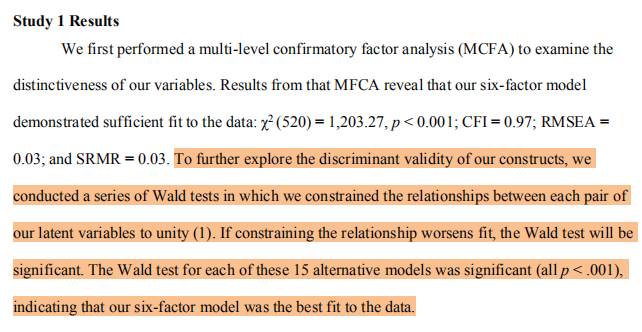 Study 1 Results
We first performed a multi-level confirmatory factor analysis (MCFA) to examine the
distinctiveness of our variables. Results from that MFCA reveal that our six-factor model
demonstrated sufficient fit to the data: χ² (520) = 1,203.27, p < 0.001; CFI = 0.97; RMSEA =
0.03; and SRMR = 0.03. To further explore the discriminant validity of our constructs, we
conducted a series of Wald tests in which we constrained the relationships between each pair of
our latent variables to unity (1). If constraining the relationship worsens fit, the Wald test will be
significant. The Wald test for each of these 15 alternative models was significant (all p < .001),
indicating that our six-factor model was the best fit to the data.